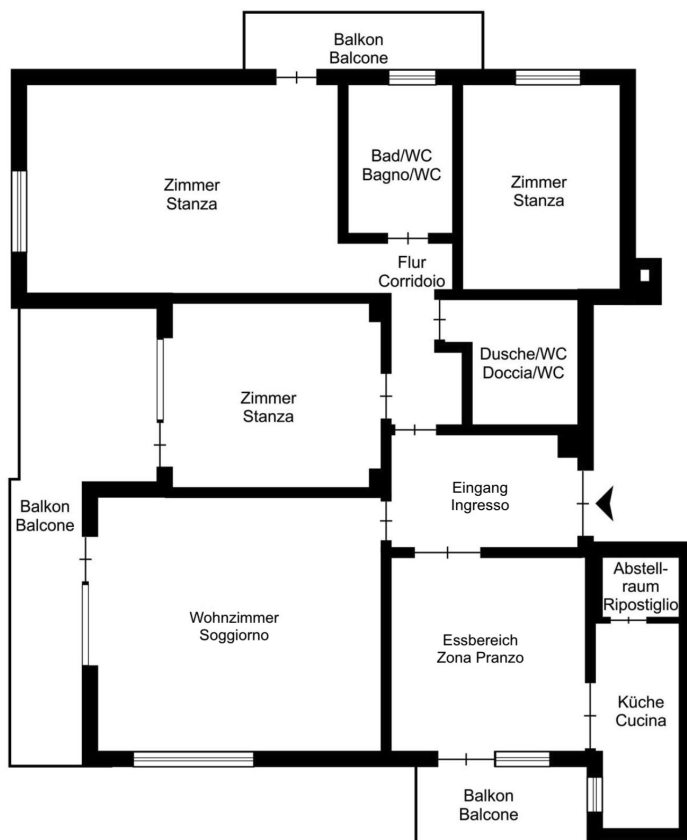 Balkon
Balcone
Bad/WC
Bagno/WC
Zimmer
Stanza
Zimmer
Stanza
Flur
Corridoio
Dusche/WC
Doccia/WC
Zimmer
Stanza
Eingang
Ingresso
Balkon
Balcone
Abstell-
raum
Ripostiglio
Wohnzimmer
Soggiorno
Essbereich
Zona Pranzo
Küche
Cucina
Balkon
Balcone